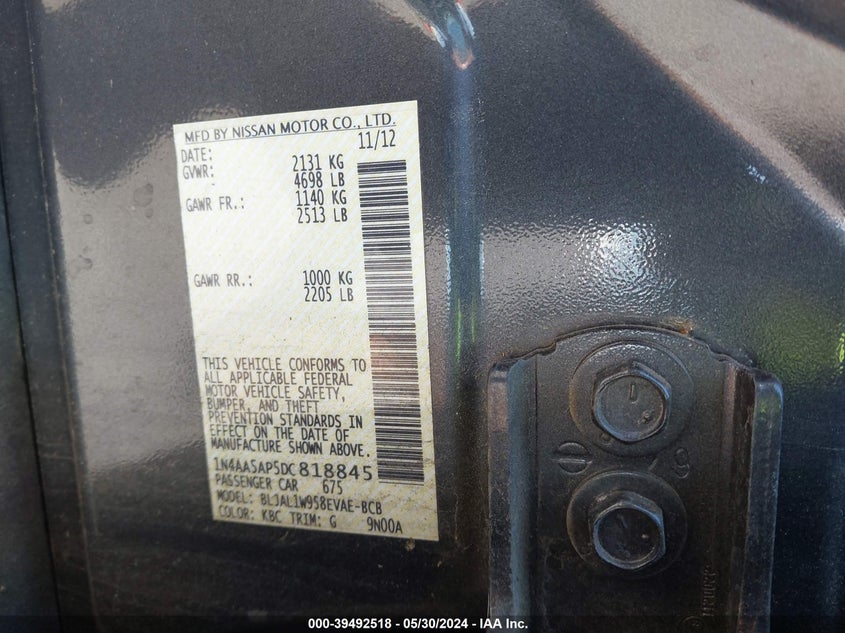 MFD BY NISSAN MOTOR CO., LTD.
DATE: 11/12
GVWR: 2131 KG
4698 LB
GAWR FR.: 1140 KG
2513 LB
GAWR RR.: 1000 KG
2205 LB
THIS VEHICLE CONFORMS TO
ALL APPLICABLE FEDERAL
MOTOR VEHICLE SAFETY,
BUMPER, AND THEFT
PREVENTION STANDARDS IN
EFFECT ON THE DATE OF
MANUFACTURE SHOWN ABOVE.
1N4AA5AP5DC818845
PASSENGER CAR 675
MODEL: BLJAL1W958EVAE-BCB
COLOR: KBC TRIM: G 9N00A
000-39492518 - 05/30/2024 - IAA Inc.